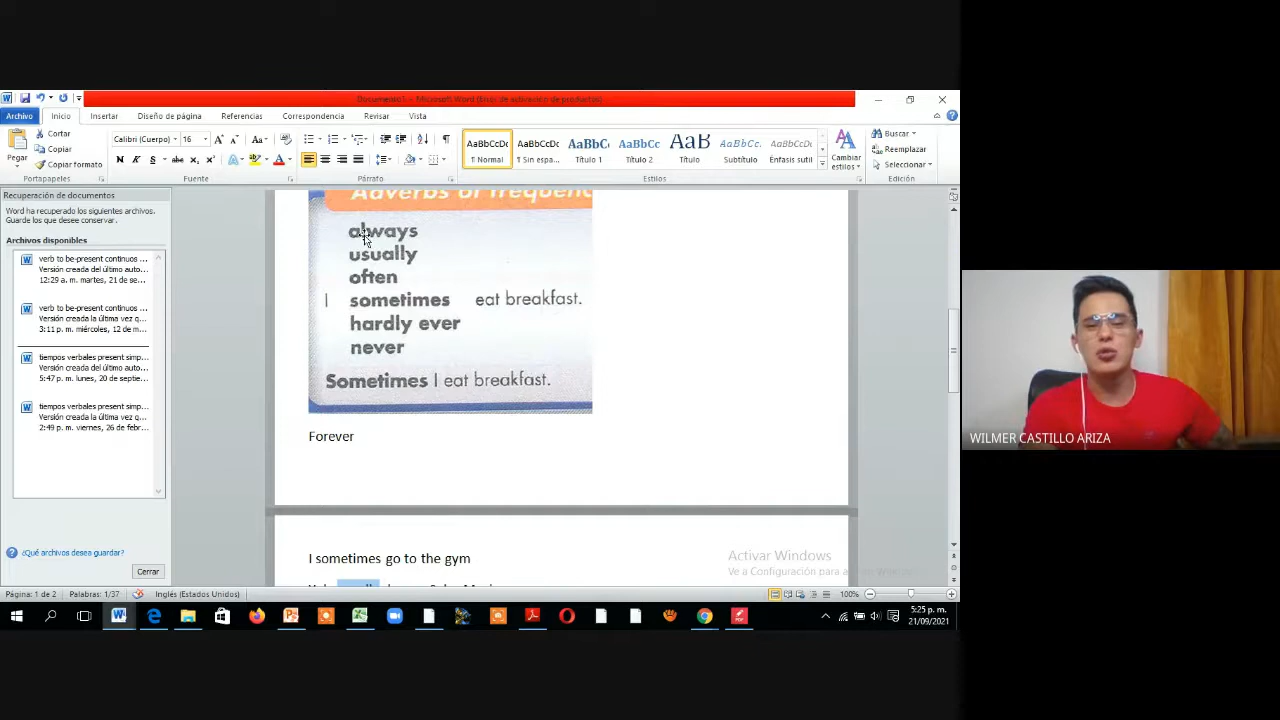 Documento1 - Microsoft Word (Error de activación de productos)
Archivo Inicio Insertar Diseño de página Referencias Correspondencia Revisar Vista
Pegar
Cortar
Copiar
Copiar formato
Portapapeles
Calibri (Cuerpo) 16
Fuente
Párrafo
AaBbCcDc AaBbCcDc AaBbC AaBbCc AaB AaBbCc. AaBbCcDc
¶ Normal ¶ Sin espa... Título 1 Título 2 Título Subtítulo Énfasis sutil
Estilos
Cambiar estilos
Buscar
Reemplazar
Seleccionar
Edición
Recuperación de documentos
Word ha recuperado los siguientes archivos.
Guarde los que desee conservar.
Archivos disponibles
verb to be-present continuos ...
Versión creada del último auto...
12:29 a. m. martes, 21 de se...
verb to be-present continuos ...
Versión creada la última vez q...
3:11 p. m. miércoles, 12 de m...
tiempos verbales present simp...
Versión creada del último auto...
5:47 p. m. lunes, 20 de septie...
tiempos verbales present simp...
Versión creada la última vez q...
2:49 p. m. viernes, 26 de febr...
¿Qué archivos desea guardar?
Cerrar
Adverbs of frequenc
always
usually
often
I sometimes eat breakfast.
hardly ever
never
Sometimes I eat breakfast.
Forever
I sometimes go to the gym
Activar Windows
Ve a Configuración para
WILMER CASTILLO ARIZA
Página: 1 de 2 Palabras: 1/37 Inglés (Estados Unidos) 100%
5:25 p. m.
21/09/2021